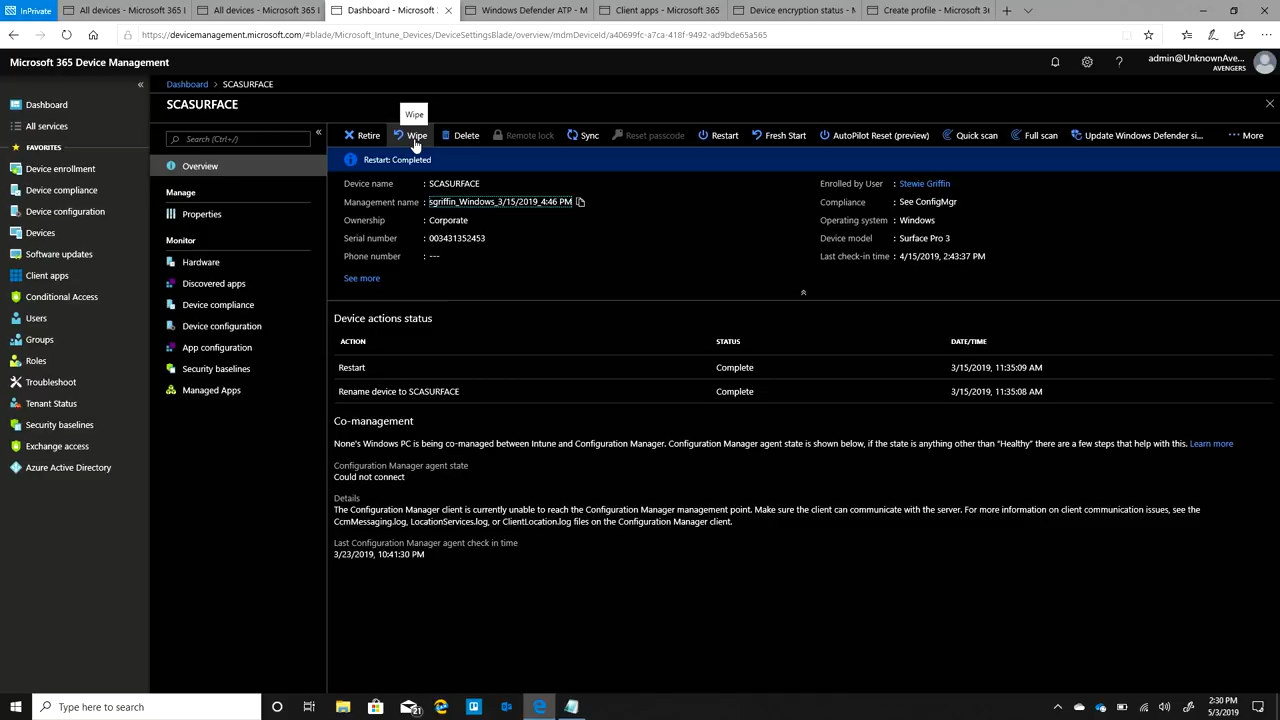 InPrivate
All devices - Microsoft 365 I
All devices - Microsoft 365 I
Dashboard - Microsoft 
Windows Defender ATP - M
Client apps - Microsoft 365
Device encryption status - M
Create profile - Microsoft 36
https://devicemanagement.microsoft.com/#blade/Microsoft_Intune_Devices/DeviceSettingsBlade/overview/mdmDeviceId/a40699fc-a7ca-418f-9492-ad9bde65a565
Microsoft 365 Device Management
admin@UnknownAve...
AVENGERS
Dashboard > SCASURFACE
SCASURFACE
Wipe
Search (Ctrl+/)
Retire
Wipe
Delete
Remote lock
Sync
Reset passcode
Restart
Fresh Start
AutoPilot Reset (preview)
Quick scan
Full scan
Update Windows Defender si...
More
Restart: Completed
Dashboard
All services
FAVORITES
Device enrollment
Device compliance
Device configuration
Devices
Software updates
Client apps
Conditional Access
Users
Groups
Roles
Troubleshoot
Tenant Status
Security baselines
Exchange access
Azure Active Directory
Overview
Manage
Properties
Monitor
Hardware
Discovered apps
Device compliance
Device configuration
App configuration
Security baselines
Managed Apps
Device name : SCASURFACE
Management name : sgriffin_Windows_3/15/2019_4:46 PM
Ownership : Corporate
Serial number : 003431352453
Phone number : ---
See more
Enrolled by User : Stewie Griffin
Compliance : See ConfigMgr
Operating system : Windows
Device model : Surface Pro 3
Last check-in time : 4/15/2019, 2:43:37 PM
Device actions status
ACTION STATUS DATE/TIME
Restart Complete 3/15/2019, 11:35:09 AM
Rename device to SCASURFACE Complete 3/15/2019, 11:35:08 AM
Co-management
None's Windows PC is being co-managed between Intune and Configuration Manager. Configuration Manager agent state is shown below, if the state is anything other than "Healthy" there are a few steps that help with this. Learn more
Configuration Manager agent state
Could not connect
Details
The Configuration Manager client is currently unable to reach the Configuration Manager management point. Make sure the client can communicate with the server. For more information on client communication issues, see the
CcmMessaging.log, LocationServices.log, or ClientLocation.log files on the Configuration Manager client.
Last Configuration Manager agent check in time
3/23/2019, 10:41:30 PM
Type here to search
21
2:30 PM
5/3/2019